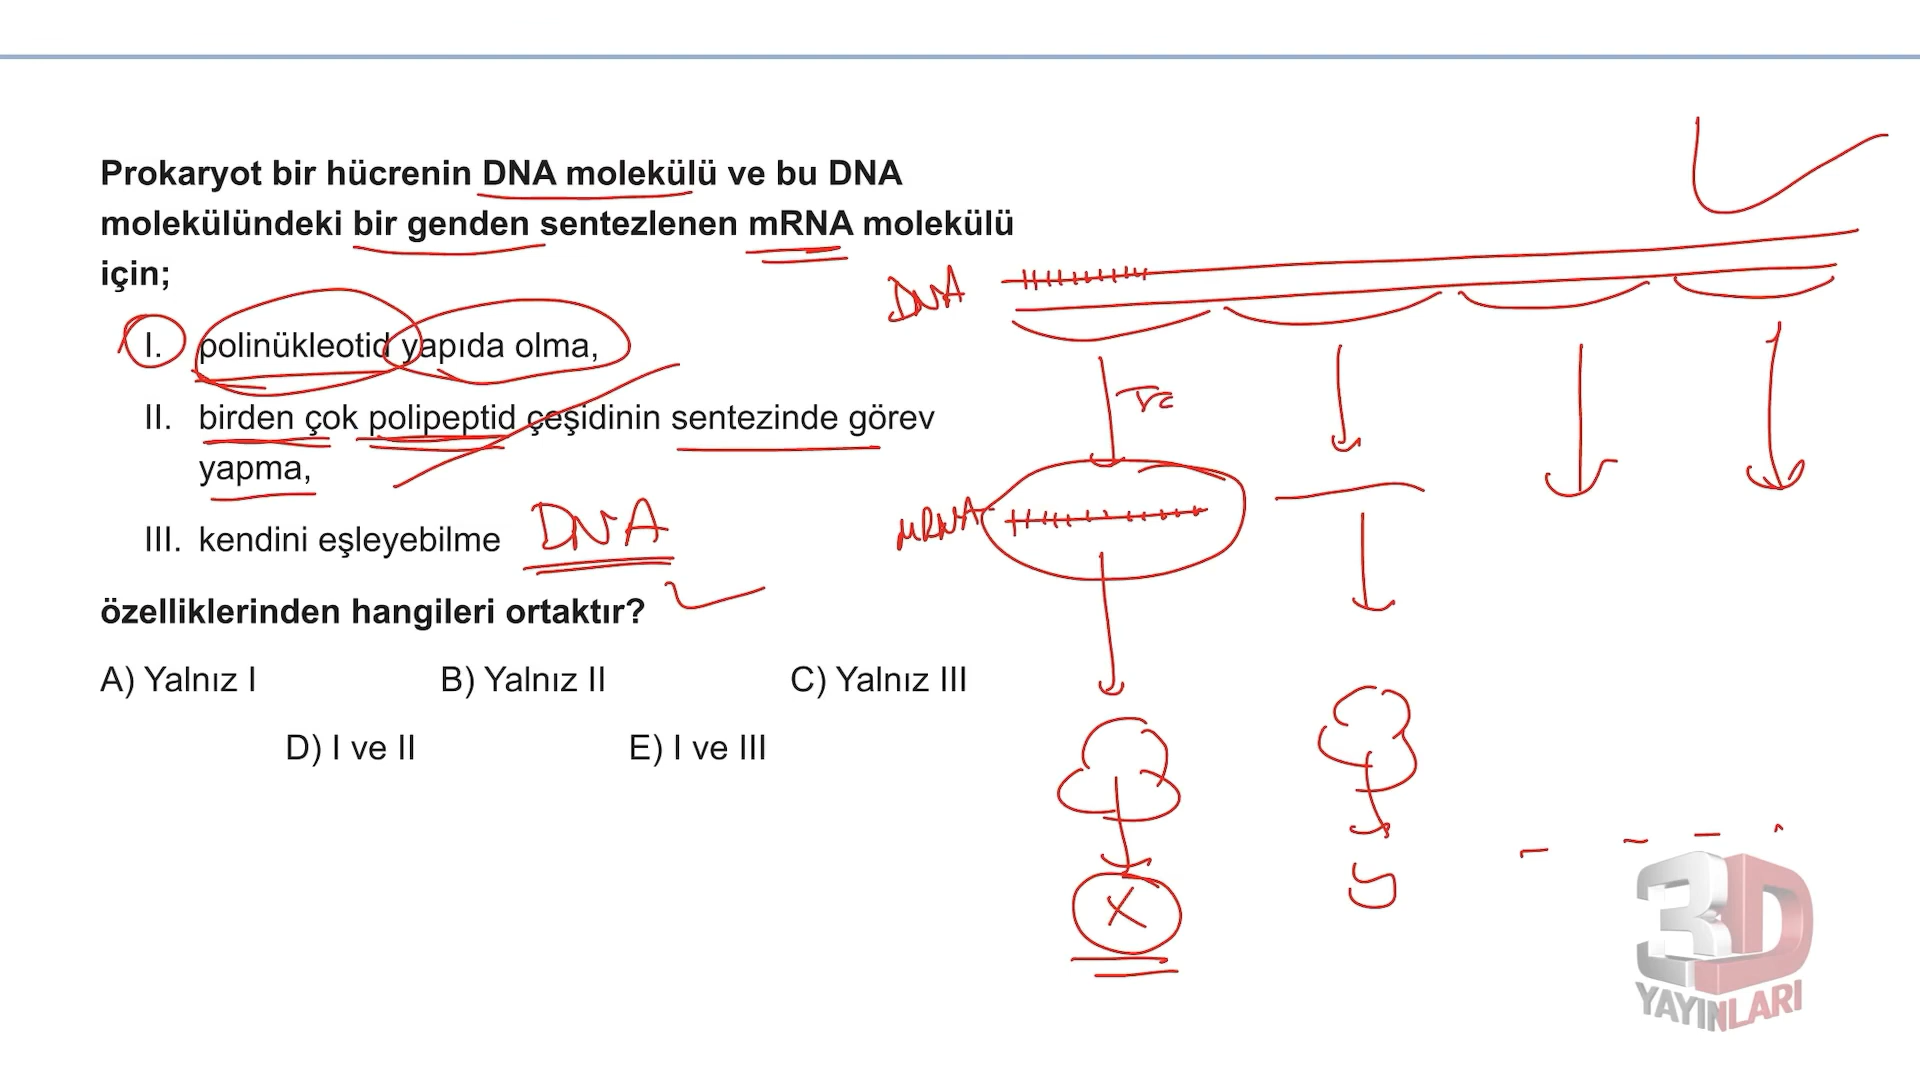 Prokaryot bir hücrenin DNA molekülü ve bu DNA
molekülündeki bir genden sentezlenen mRNA molekülü
için;
DNA
I. polinükleotid yapıda olma,
II. birden çok polipeptid çeşidinin sentezinde görev
yapma,
mRNA
III. kendini eşleyebilme DNA
özelliklerinden hangileri ortaktır?
A) Yalnız I B) Yalnız II C) Yalnız III
D) I ve II E) I ve III
X
y
3D
YAYINLARI